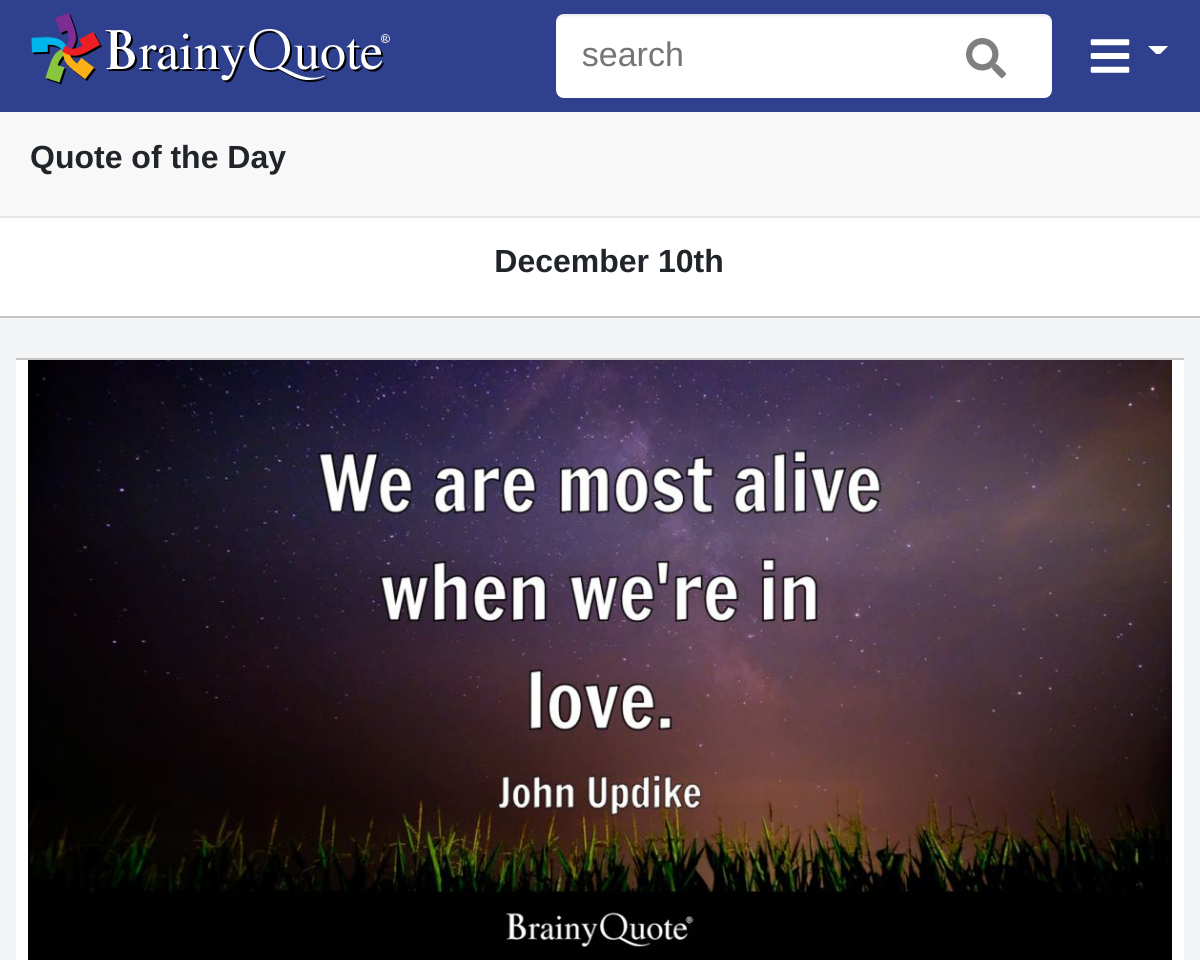 BrainyQuote®
search
Quote of the Day
December 10th
We are most alive
when we're in
love.
John Updike
BrainyQuote®